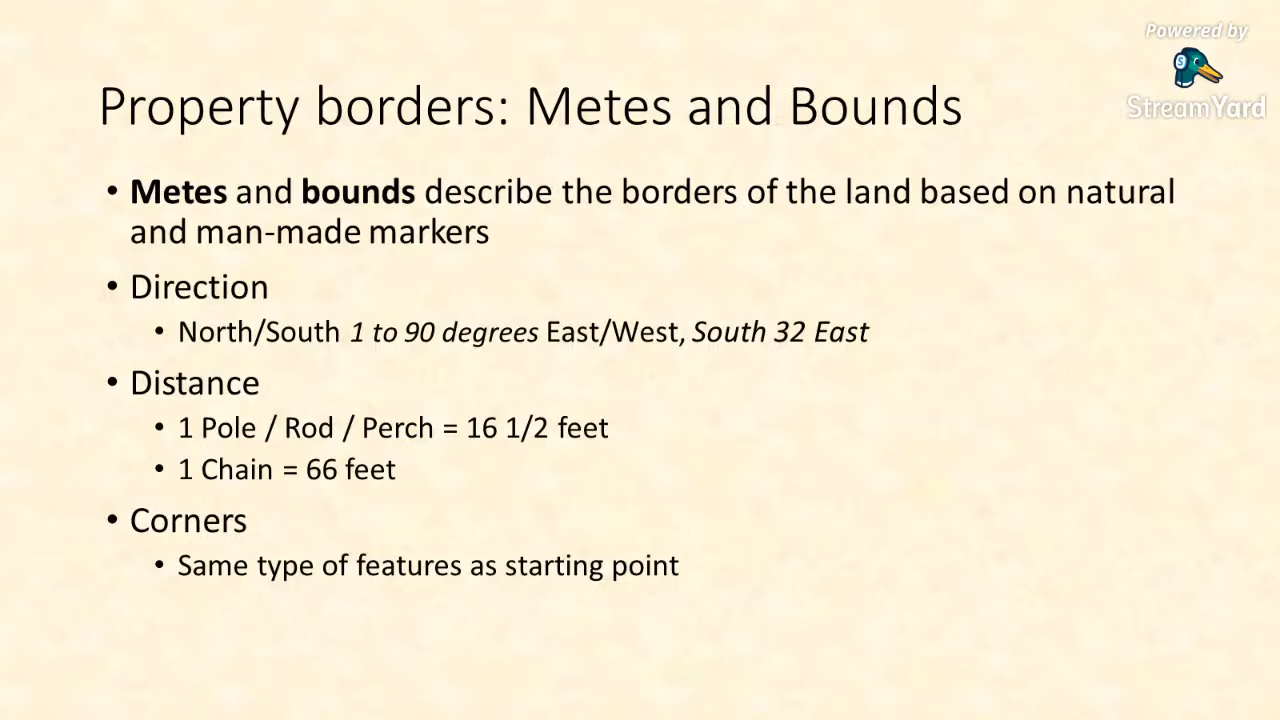 Powered by
StreamYard
Property borders: Metes and Bounds
• Metes and bounds describe the borders of the land based on natural
and man-made markers
• Direction
• North/South 1 to 90 degrees East/West, South 32 East
• Distance
• 1 Pole / Rod / Perch = 16 1/2 feet
• 1 Chain = 66 feet
• Corners
• Same type of features as starting point